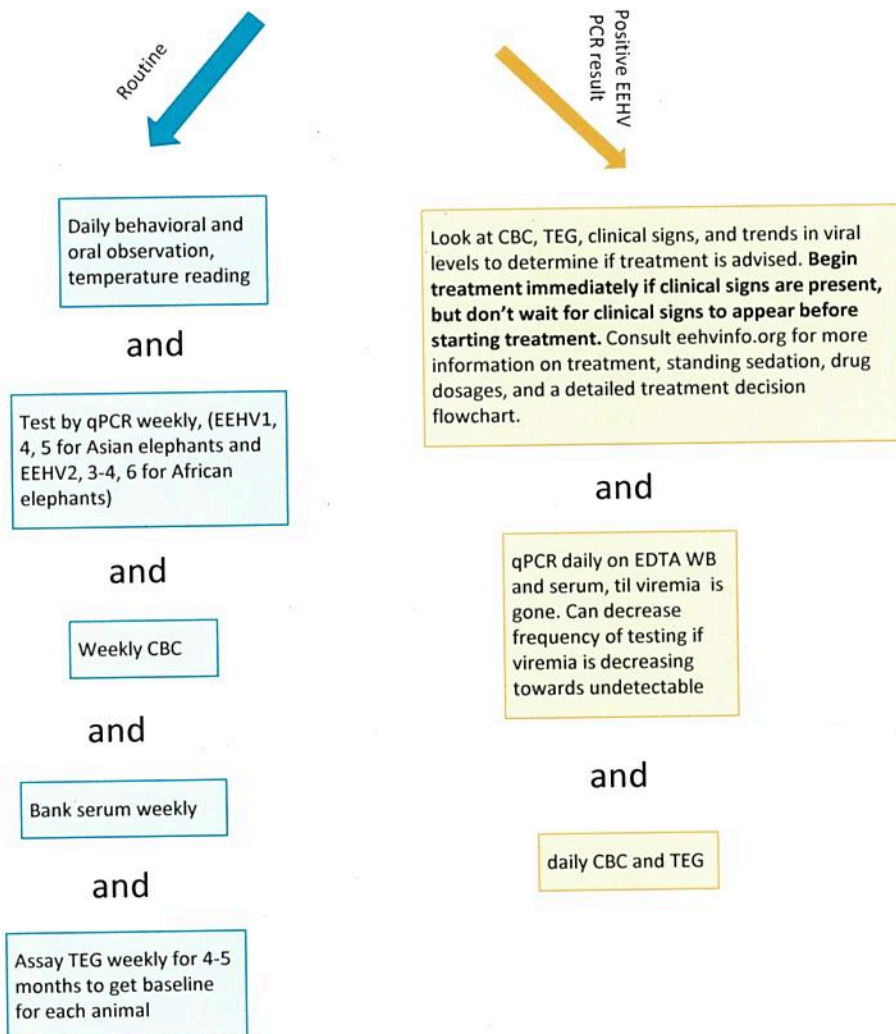 Routine
Daily behavioral and
oral observation,
temperature reading
and
Test by qPCR weekly, (EEHV1,
4, 5 for Asian elephants and
EEHV2, 3-4, 6 for African
elephants)
and
Weekly CBC
and
Bank serum weekly
and
Assay TEG weekly for 4-5
months to get baseline
for each animal
Positive EEHV
PCR result
Look at CBC, TEG, clinical signs, and trends in viral
levels to determine if treatment is advised. Begin
treatment immediately if clinical signs are present,
but don’t wait for clinical signs to appear before
starting treatment. Consult eehvinfo.org for more
information on treatment, standing sedation, drug
dosages, and a detailed treatment decision
flowchart.
and
qPCR daily on EDTA WB
and serum, til viremia is
gone. Can decrease
frequency of testing if
viremia is decreasing
towards undetectable
and
daily CBC and TEG